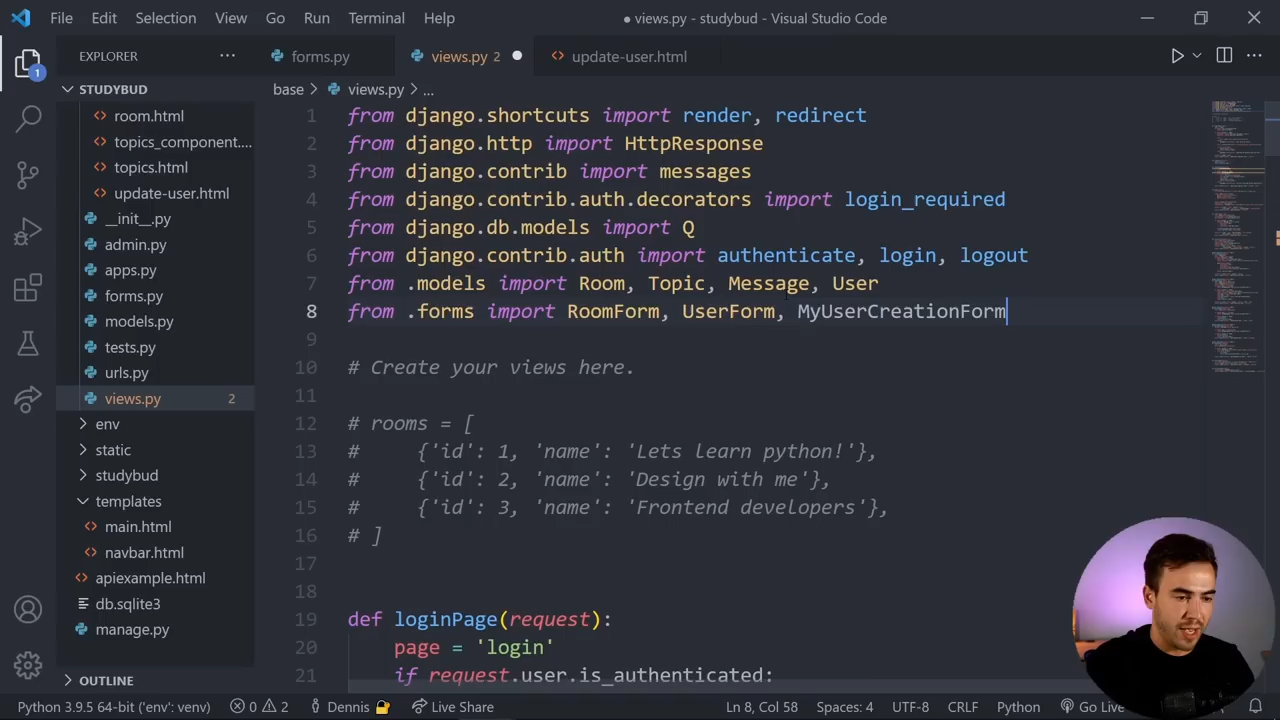 File Edit Selection View Go Run Terminal Help
● views.py - studybud - Visual Studio Code
EXPLORER ···
forms.py
views.py 2
update-user.html
STUDYBUD
base > views.py > ...
room.html
topics_component....
topics.html
update-user.html
__init__.py
admin.py
apps.py
forms.py
models.py
tests.py
urls.py
views.py 2
env
static
studybud
templates
main.html
navbar.html
apiexample.html
db.sqlite3
manage.py
OUTLINE
1
1 from django.shortcuts import render, redirect
2 from django.http import HttpResponse
3 from django.contrib import messages
4 from django.contrib.auth.decorators import login_required
5 from django.db.models import Q
6 from django.contrib.auth import authenticate, login, logout
7 from .models import Room, Topic, Message, User
8 from .forms import RoomForm, UserForm, MyUserCreationForm
9
10 # Create your views here.
11
12 # rooms = [
13 #     {'id': 1, 'name': 'Lets learn python!'},
14 #     {'id': 2, 'name': 'Design with me'},
15 #     {'id': 3, 'name': 'Frontend developers'},
16 # ]
17
18
19 def loginPage(request):
20     page = 'login'
21     if request.user.is_authenticated:
Python 3.9.5 64-bit ('env': venv) 0 2 Dennis Live Share Ln 8, Col 58 Spaces: 4 UTF-8 CRLF Python Go Live